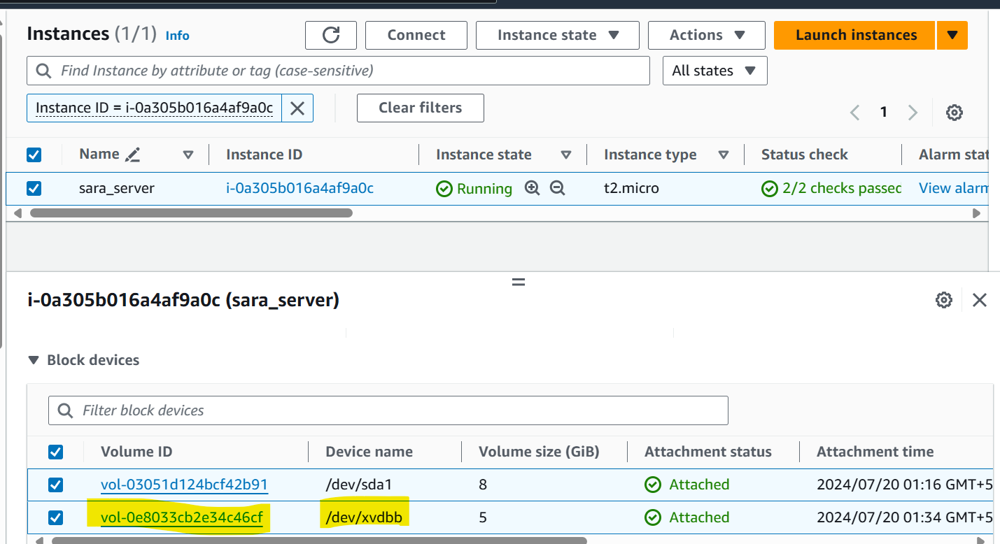 Instances (1/1) Info Connect Instance state Actions Launch instances
Find Instance by attribute or tag (case-sensitive) All states
Instance ID = i-0a305b016a4af9a0c Clear filters 1
Name Instance ID Instance state Instance type Status check Alarm stat
sara_server i-0a305b016a4af9a0c Running t2.micro 2/2 checks passed View alarm
i-0a305b016a4af9a0c (sara_server)
Block devices
Filter block devices
Volume ID Device name Volume size (GiB) Attachment status Attachment time
vol-03051d124bcf42b91 /dev/sda1 8 Attached 2024/07/20 01:16 GMT+5
vol-0e8033cb2e34c46cf /dev/xvdbb 5 Attached 2024/07/20 01:34 GMT+5